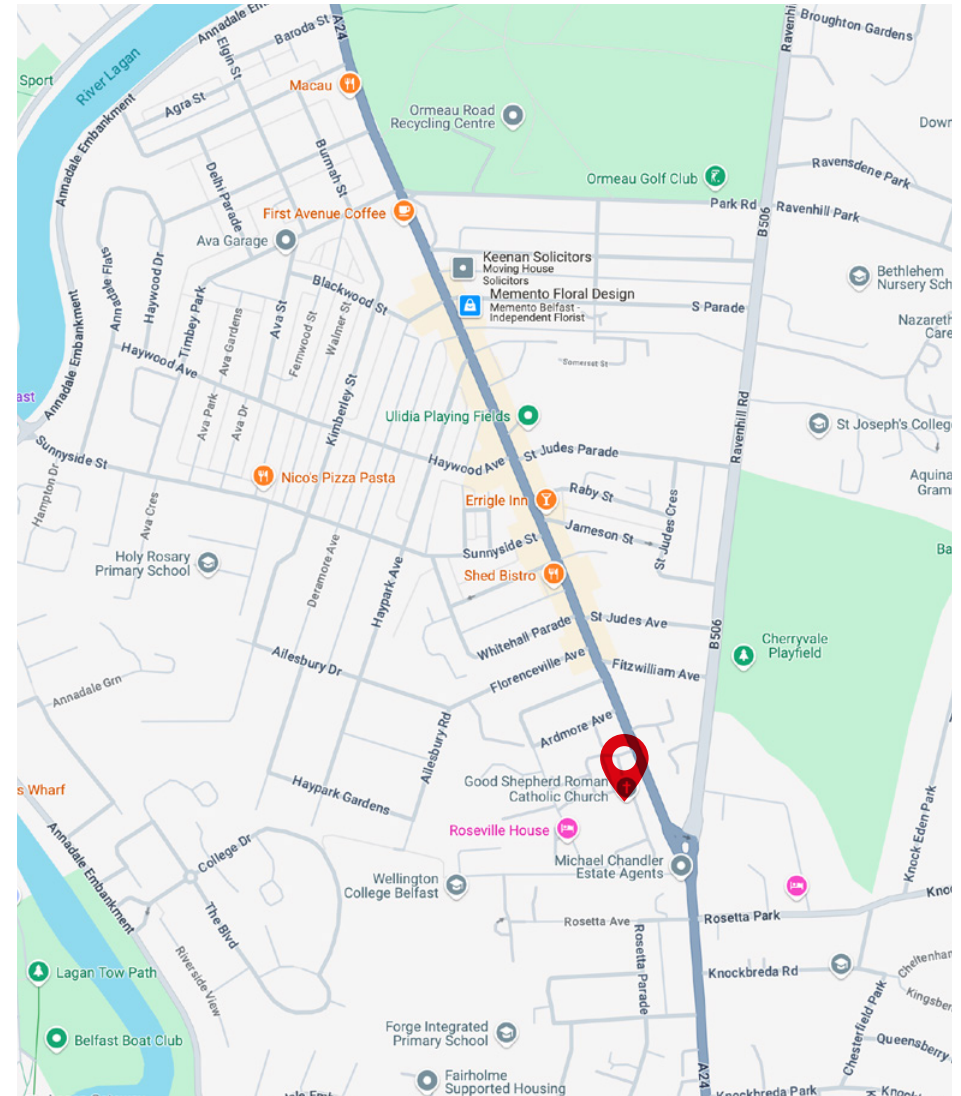 Annadale Em
Baroda St
A24
Elgin St
Broughton Gardens
Ravenhil
Sport
River Lagan
Macau
Agra St
Ormeau Road
Recycling Centre
Down
Annadale Embankment
Burmah St
Delhi Parade
Ormeau Golf Club
Ravensdene Park
First Avenue Coffee
Park Rd
Ravenhill Park
B506
Ava Garage
Keenan Solicitors
Moving House
Solicitors
Annadale Flats
Haywood Dr
Blackwood St
Memento Floral Design
Memento Belfast -
Independent Florist
S Parade
Bethlehem
Nursery Sch
Timbey Park
Ava Gardens
Ava St
Fernwood St
Walmer St
Nazareth
Care
Haywood Ave
Somerset St
ast
Annadale Embankment
Ava Park
Ava Dr
Kimberley St
Ulidia Playing Fields
Ravenhill Rd
St Joseph's College
Sunnyside St
Haywood Ave
St Judes Parade
Hampton Dr
Nico's Pizza Pasta
Aquina
Gram
Ava Cres
Errigle Inn
Raby St
Jameson St
St Judes Cres
Holy Rosary
Primary School
Sunnyside St
Ba
Deramore Ave
Haypark Ave
Shed Bistro
Whitehall Parade
St Judes Ave
B506
Cherryvale
Playfield
Ailesbury Dr
Florenceville Ave
Fitzwilliam Ave
Annadale Grn
Ailesbury Rd
Ardmore Ave
s Wharf
Haypark Gardens
Good Shepherd Roman
Catholic Church
Roseville House
Knock Eden Park
Annadale Embankment
College Dr
Michael Chandler
Estate Agents
Wellington
College Belfast
The Blvd
Rosetta Ave
Rosetta Park
Kno
Riverside View
Rosetta Parade
Lagan Tow Path
Knockbreda Rd
Cheltenhar
Kingsber
Belfast Boat Club
Forge Integrated
Primary School
Chesterfield Park
Queensberry
Fairholme
Supported Housing
A24
Knockbreda Park